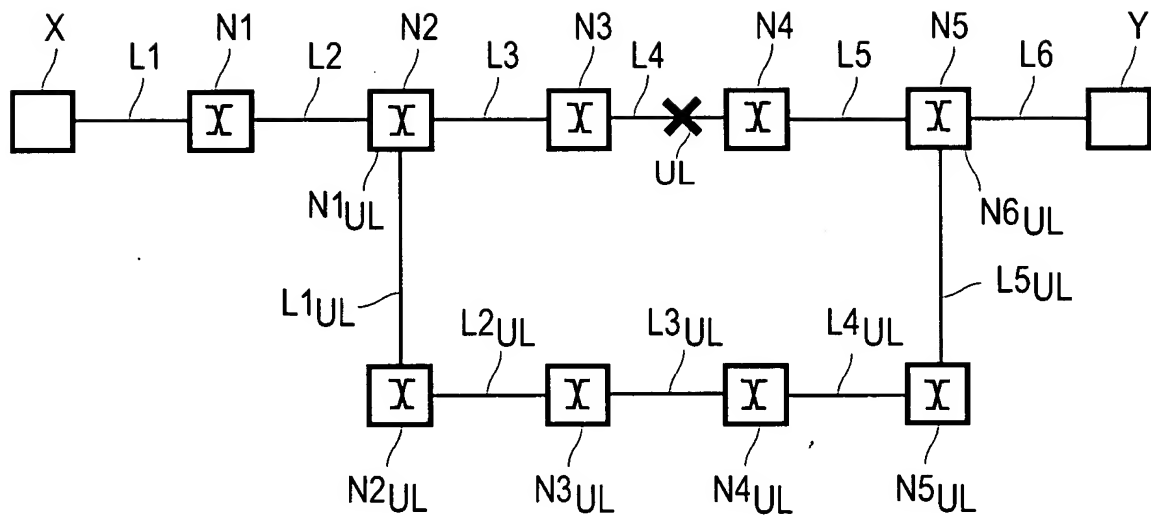 X N1 N2 N3 N4 N5 Y
L1 L2 L3 L4 L5 L6
UL
N1UL N6UL
L1UL L5UL
L2UL L3UL L4UL
N2UL N3UL N4UL N5UL